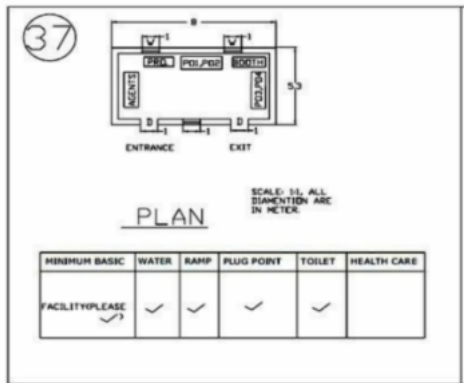 37
8
W 1 W 1
PRO. PO1,PO2 BOOTH
AGENTS
PO3,PO4
5.3
D 1 1 D 1
ENTRANCE EXIT
SCALE: 1:1, ALL
DIAMENTION ARE
IN METER.
PLAN
MINIMUM BASIC WATER RAMP PLUG POINT TOILET HEALTH CARE
FACILITY(PLEASE
✓)
✓ ✓ ✓ ✓